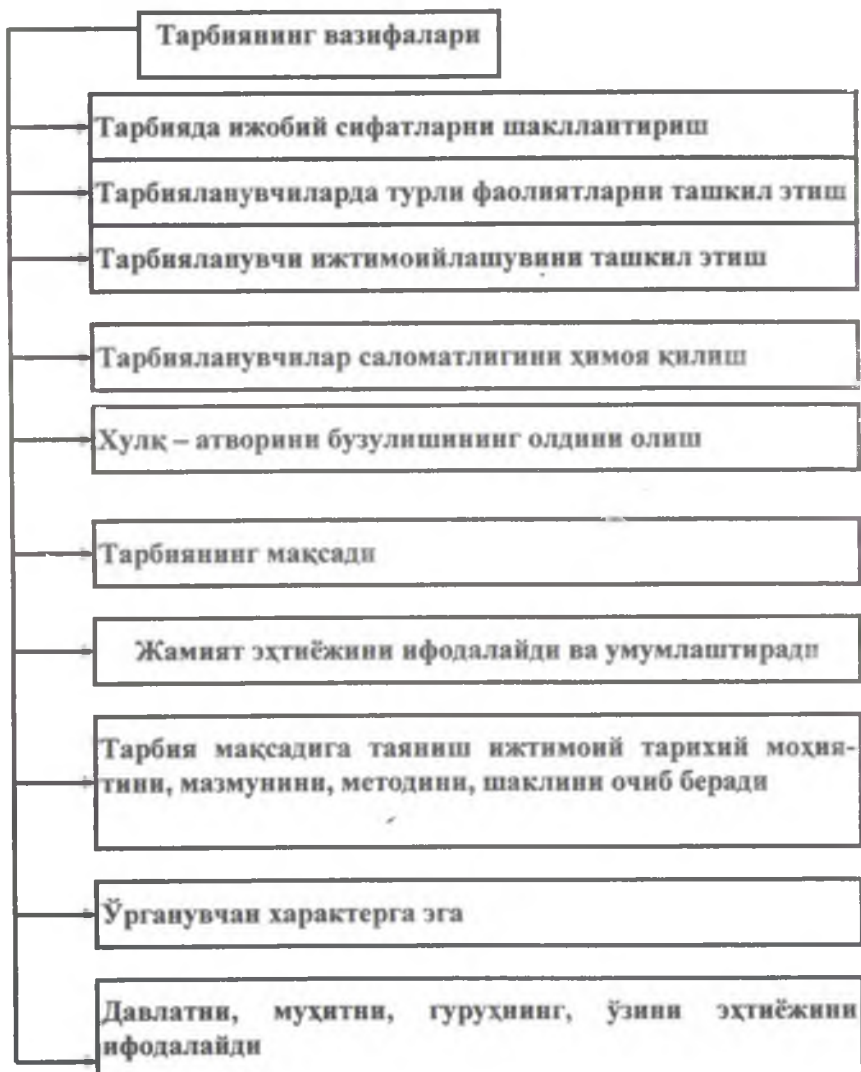 Тарбиянинг вазифалари
Тарбияда ижобий сифатларни шакллантириш
Тарбияланувчиларда турли фаолиятларни ташкил этиш
Тарбияланувчи ижтимоийлашувини ташкил этиш
Тарбияланувчилар саломатлигини ҳимоя қилиш
Хулқ – атворини бузулишининг олдини олиш
Тарбиянинг мақсади
Жамият эҳтиёжини ифодалайди ва умумлаштиради
Тарбия мақсадига таяниш ижтимоий тарихий моҳия-
тини, мазмунини, методини, шаклини очиб беради
Ўрганувчан характерга эга
Давлатни, муҳитни, гуруҳнинг, ўзини эҳтиёжини
ифодалайди